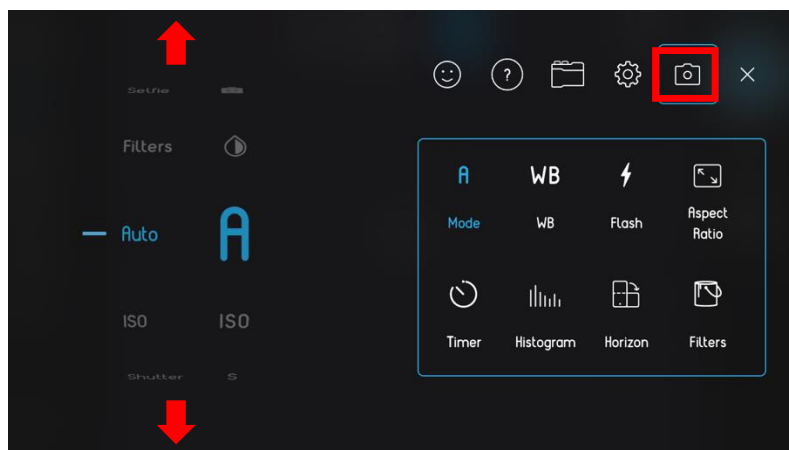 Selfie
Filters
Auto A
ISO ISO
Shutter S
?
A WB
Mode WB Flash Aspect
Ratio
Timer Histogram Horizon Filters